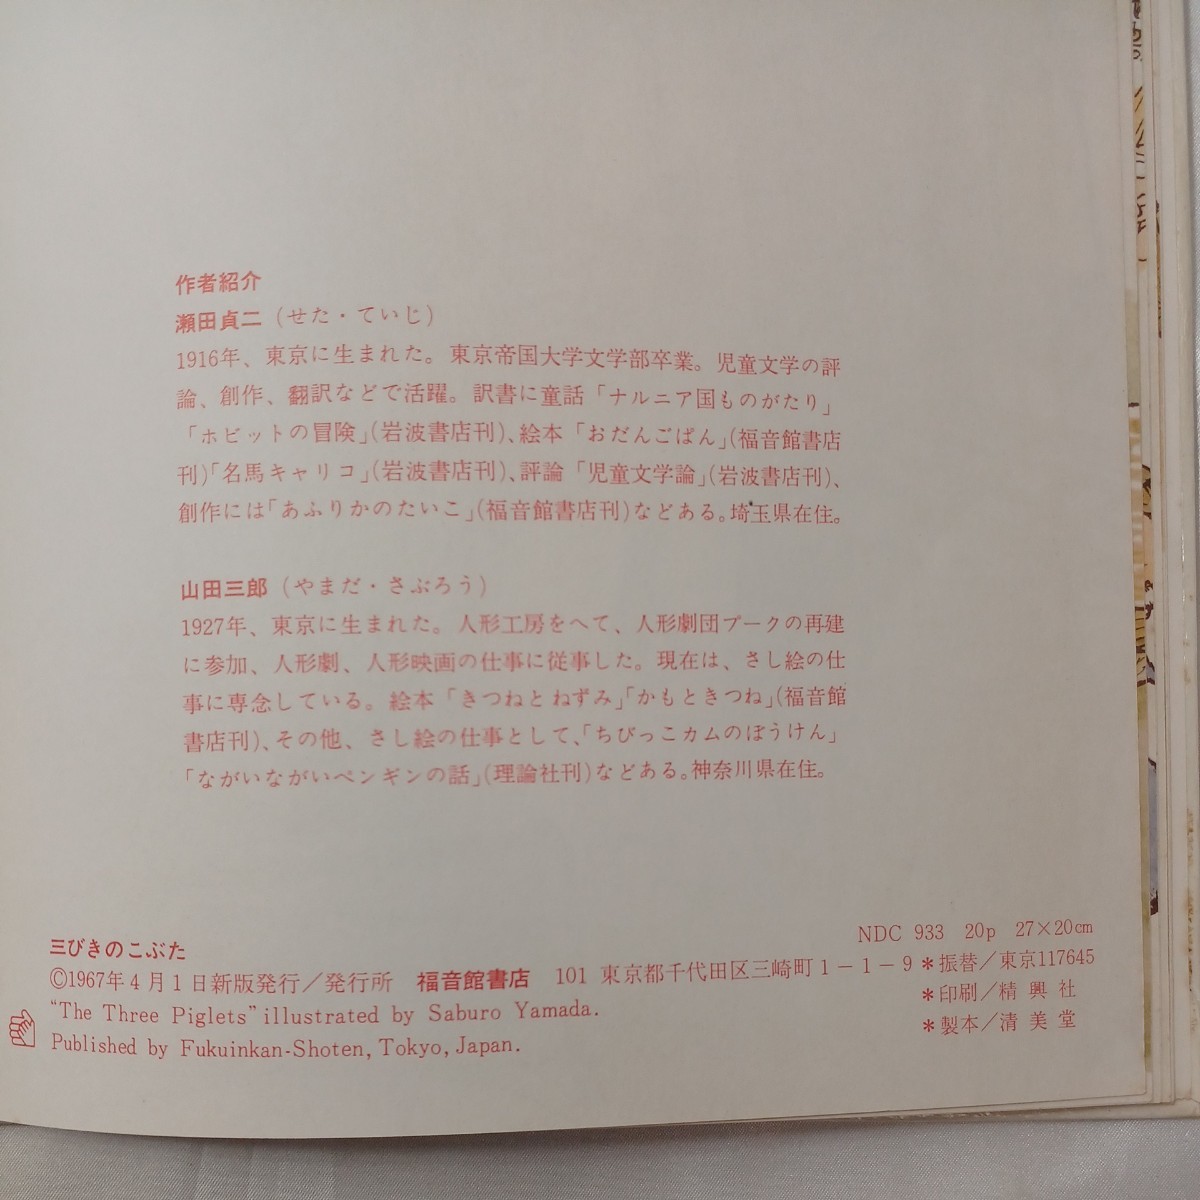 作者紹介
瀬田貞二(せた・ていじ)
1916年、東京に生まれた。東京帝国大学文学部卒業。児童文学の評
論、創作、翻訳などで活躍。訳書に童話「ナルニア国ものがたり」
「ホビットの冒険」(岩波書店刊)、絵本「おだんごぱん」(福音館書店
刊)「名馬キャリコ」(岩波書店刊)、評論「児童文学論」(岩波書店刊)、
創作には「あふりかのたいこ」(福音館書店刊)などある。埼玉県在住。
山田三郎(やまだ・さぶろう)
1927年、東京に生まれた。人形工房をへて、人形劇団プークの再建
に参加、人形劇、人形映画の仕事に従事した。現在は、さし絵の仕
事に専念している。絵本「きつねとねずみ」「かもときつね」(福音館
書店刊)、その他、さし絵の仕事として、「ちびっこカムのぼうけん」
「ながいながいペンギンの話」(理論社刊)などある。神奈川県在住。
三びきのこぶた
NDC 933 20p 27×20cm
©1967年4月1日新版発行／発行所 福音館書店 101 東京都千代田区三崎町1-1-9＊振替／東京117645
"The Three Piglets" illustrated by Saburo Yamada.
＊印刷／精興社
Published by Fukuinkan-Shoten, Tokyo, Japan.
＊製本／清美堂